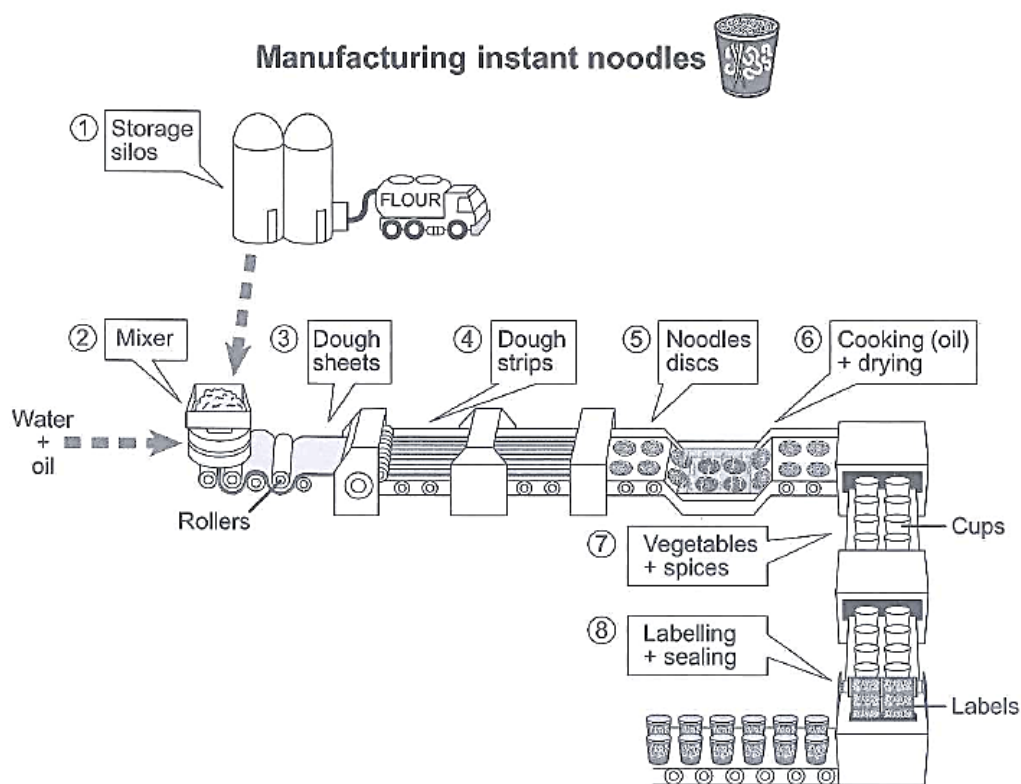 Manufacturing instant noodles
① Storage
silos
FLOUR
② Mixer
③ Dough
sheets
④ Dough
strips
⑤ Noodles
discs
⑥ Cooking (oil)
+ drying
Water
+
oil
Rollers
⑦ Vegetables
+ spices
Cups
⑧ Labelling
+ sealing
Labels